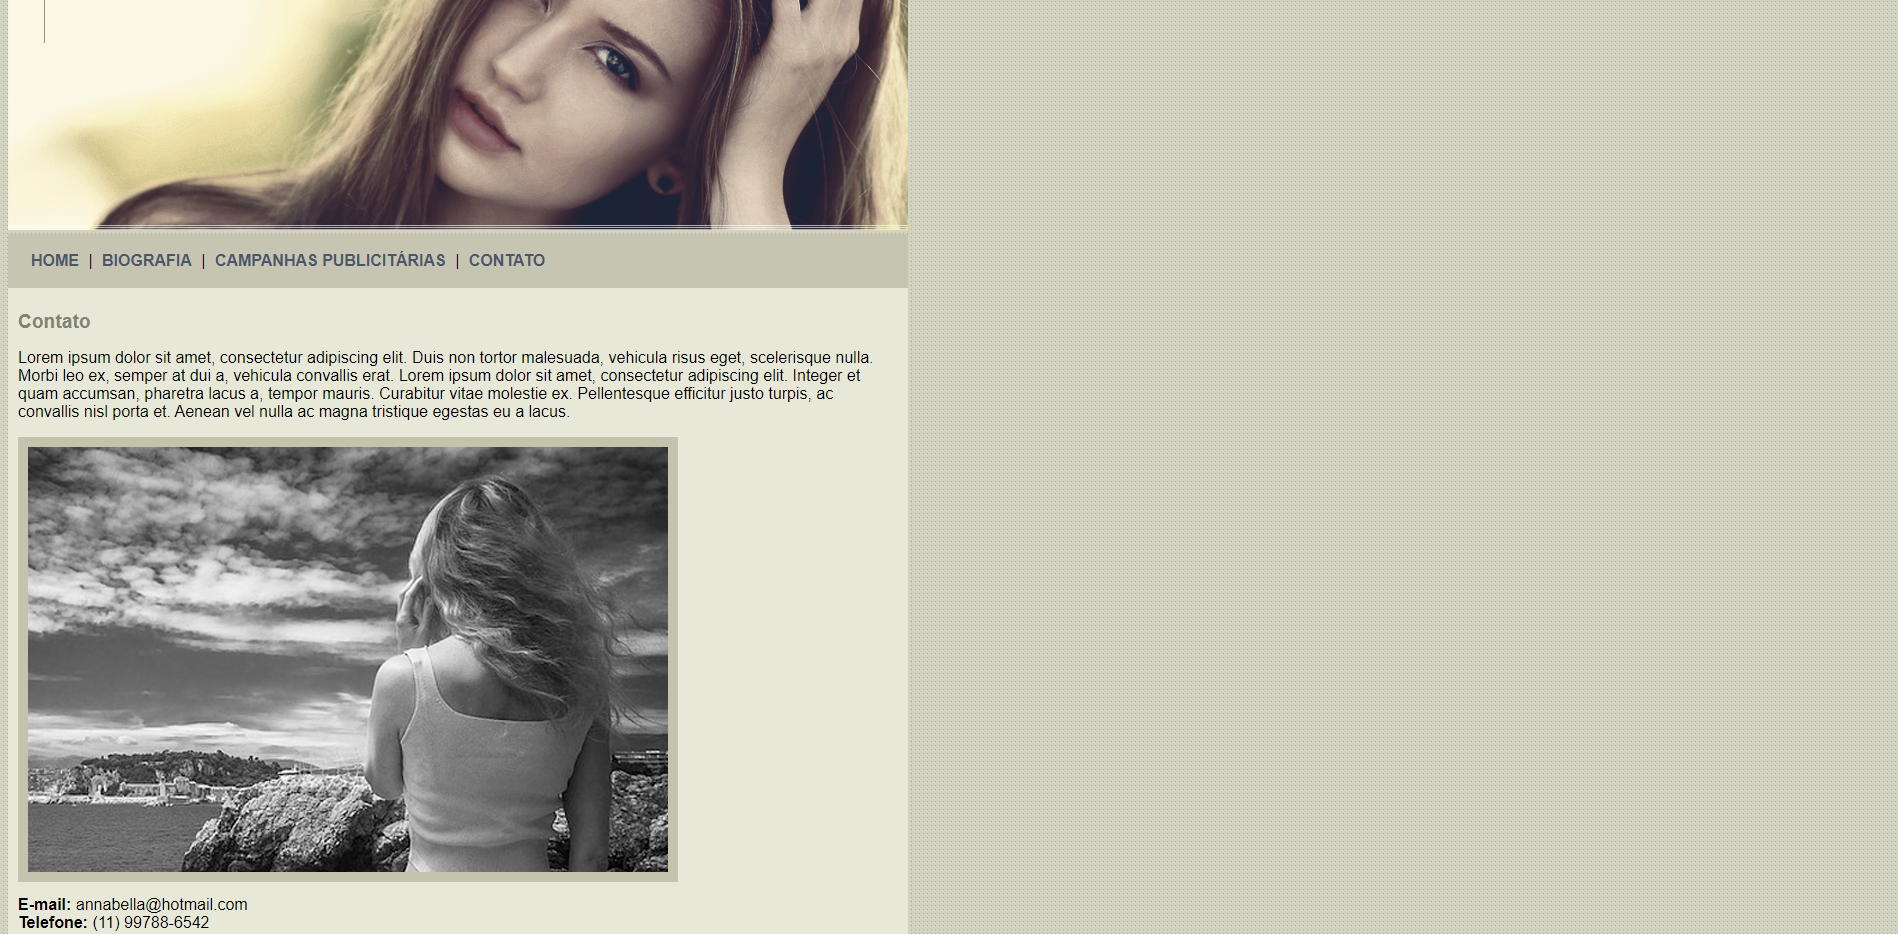 HOME | BIOGRAFIA | CAMPANHAS PUBLICITÁRIAS | CONTATO
Contato
Lorem ipsum dolor sit amet, consectetur adipiscing elit. Duis non tortor malesuada, vehicula risus eget, scelerisque nulla.
Morbi leo ex, semper at dui a, vehicula convallis erat. Lorem ipsum dolor sit amet, consectetur adipiscing elit. Integer et
quam accumsan, pharetra lacus a, tempor mauris. Curabitur vitae molestie ex. Pellentesque efficitur justo turpis, ac
convallis nisl porta et. Aenean vel nulla ac magna tristique egestas eu a lacus.
E-mail: annabella@hotmail.com
Telefone: (11) 99788-6542